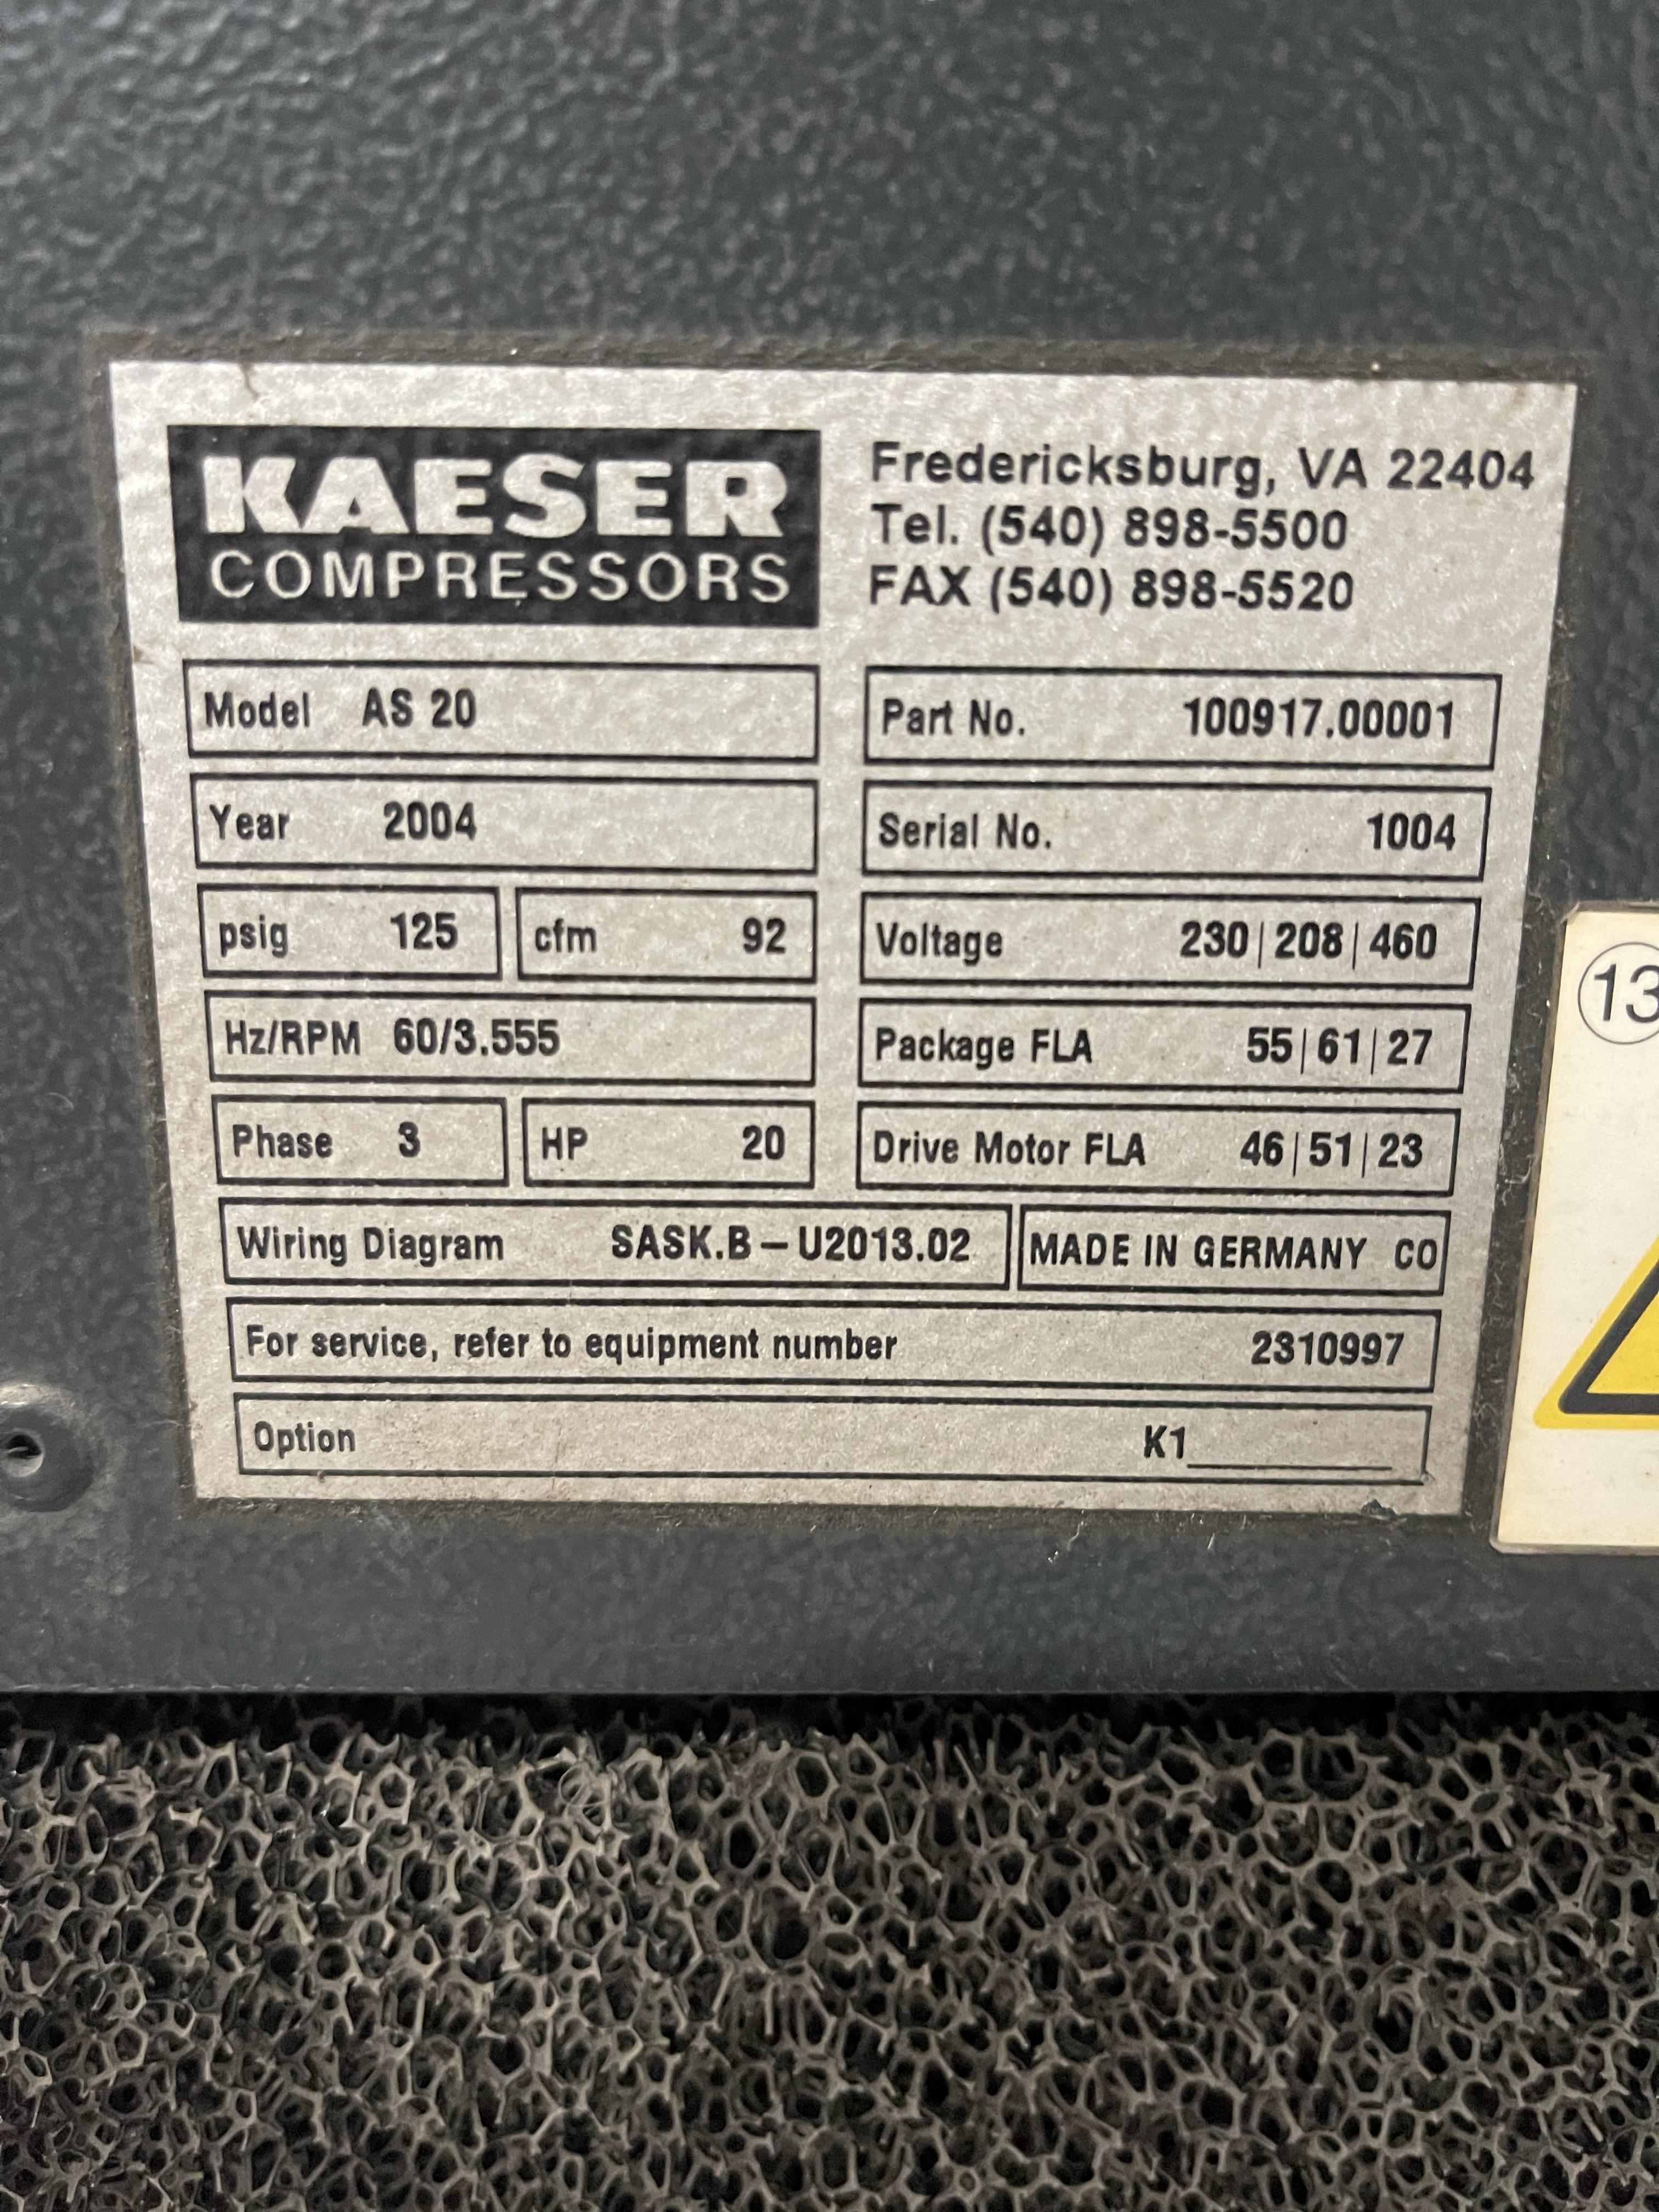 KAESER
COMPRESSORS
Fredericksburg, VA 22404
Tel. (540) 898-5500
FAX (540) 898-5520
Model AS 20
Part No. 100917.00001
Year 2004
Serial No. 1004
psig 125 cfm 92
Voltage 230|208|460
Hz/RPM 60/3.555
Package FLA 55|61|27
Phase 3 HP 20
Drive Motor FLA 46|51|23
Wiring Diagram SASK.B – U2013.02
MADE IN GERMANY CO
For service, refer to equipment number 2310997
Option K1
13